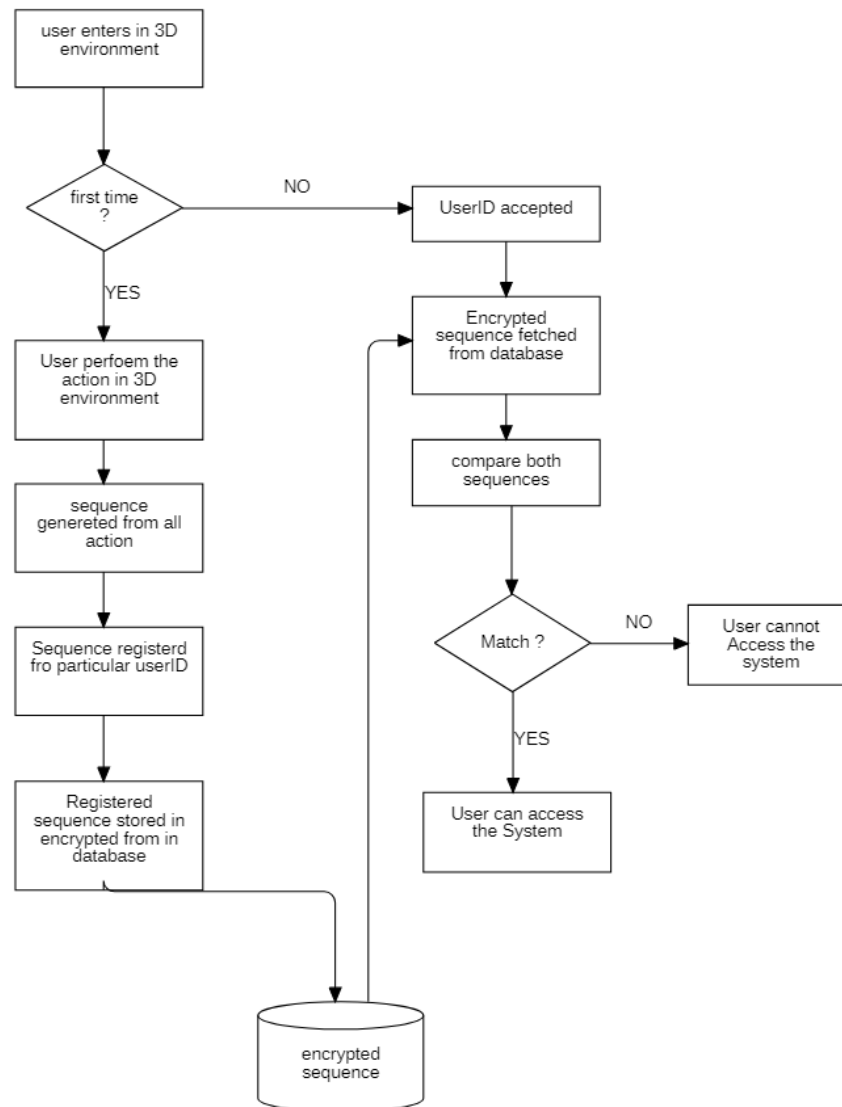 user enters in 3D
environment
first time
?
NO
UserID accepted
YES
Encrypted
sequence fetched
from database
User perfoem the
action in 3D
environment
compare both
sequences
sequence
genereted from all
action
Match ?
NO
User cannot
Access the
system
Sequence registerd
fro particular userID
YES
Registered
sequence stored in
encrypted from in
database
User can access
the System
encrypted
sequence